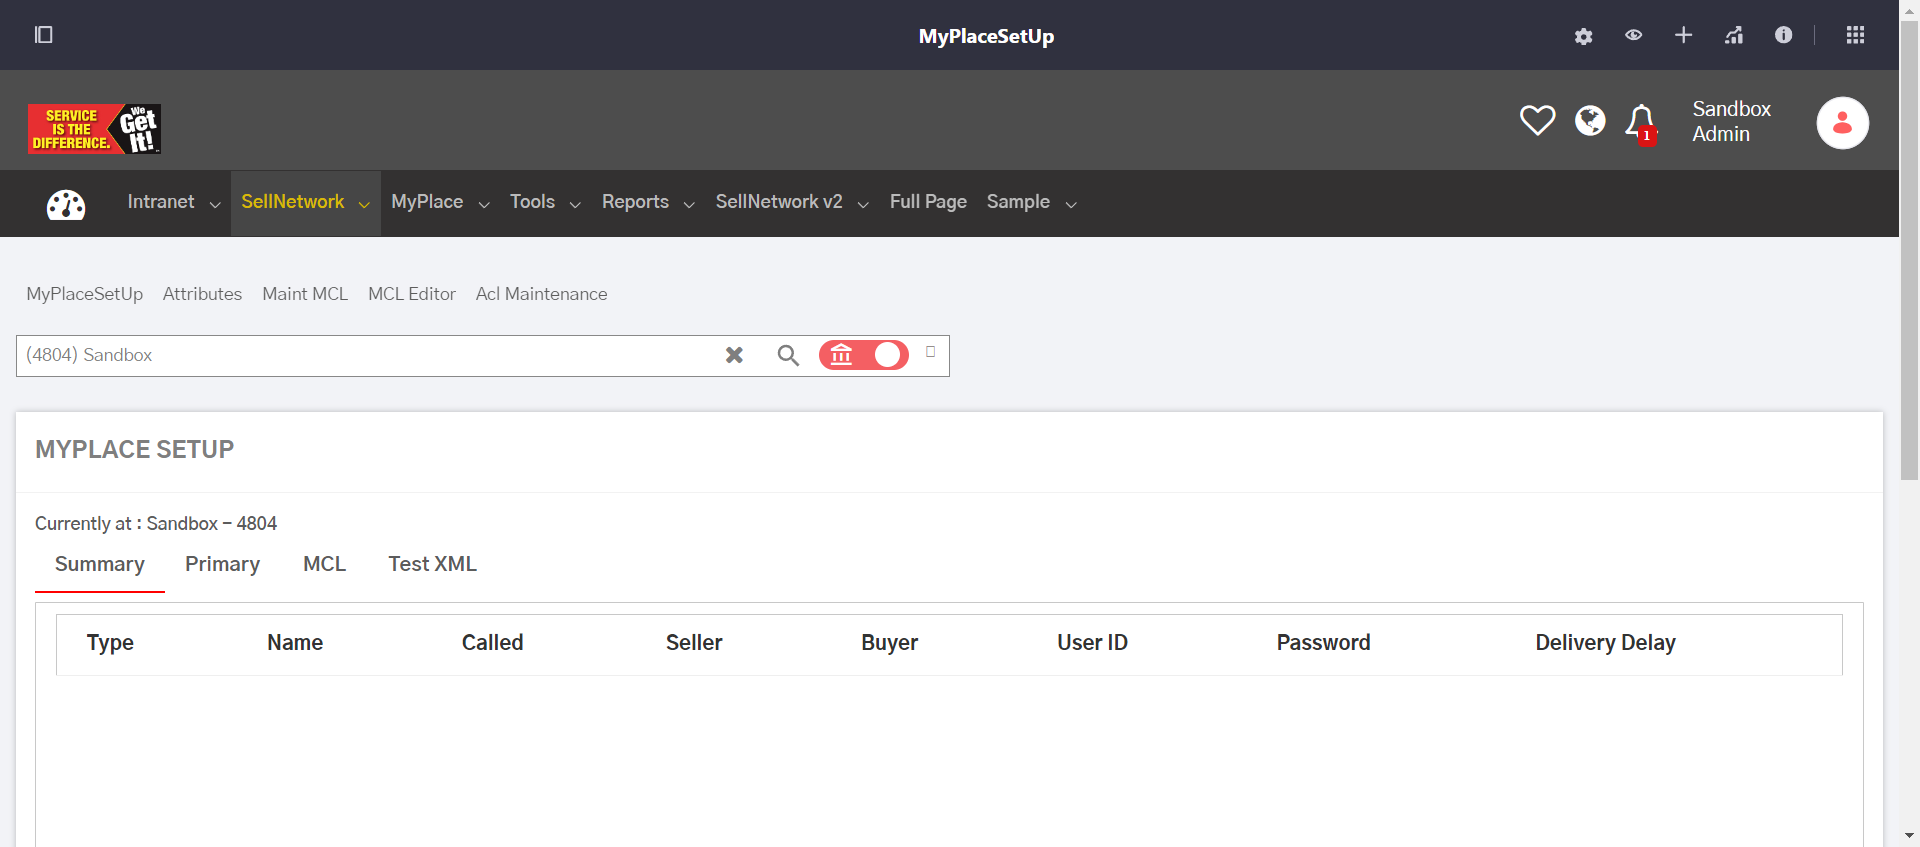 MyPlaceSetUp
SERVICE
IS THE
DIFFERENCE.
We
Get
It!
1
Sandbox
Admin
Intranet SellNetwork MyPlace Tools Reports SellNetwork v2 Full Page Sample
MyPlaceSetUp Attributes Maint MCL MCL Editor Acl Maintenance
(4804) Sandbox
MYPLACE SETUP
Currently at : Sandbox - 4804
Summary Primary MCL Test XML
Type Name Called Seller Buyer User ID Password Delivery Delay